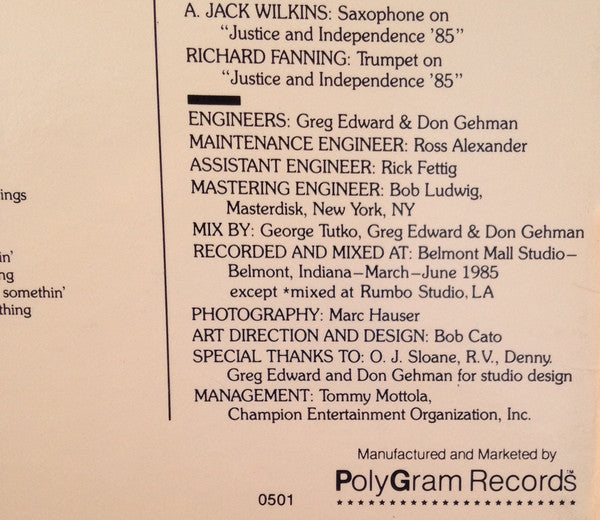 A. JACK WILKINS: Saxophone on
"Justice and Independence '85"
RICHARD FANNING: Trumpet on
"Justice and Independence '85"
ENGINEERS: Greg Edward & Don Gehman
MAINTENANCE ENGINEER: Ross Alexander
ASSISTANT ENGINEER: Rick Fettig
MASTERING ENGINEER: Bob Ludwig,
Masterdisk, New York, NY
MIX BY: George Tutko, Greg Edward & Don Gehman
RECORDED AND MIXED AT: Belmont Mall Studio–
Belmont, Indiana–March–June 1985
except *mixed at Rumbo Studio, LA
PHOTOGRAPHY: Marc Hauser
ART DIRECTION AND DESIGN: Bob Cato
SPECIAL THANKS TO: O. J. Sloane, R.V., Denny.
Greg Edward and Don Gehman for studio design
MANAGEMENT: Tommy Mottola,
Champion Entertainment Organization, Inc.
ings
in'
ng
somethin'
thing
Manufactured and Marketed by
PolyGram Records™
0501